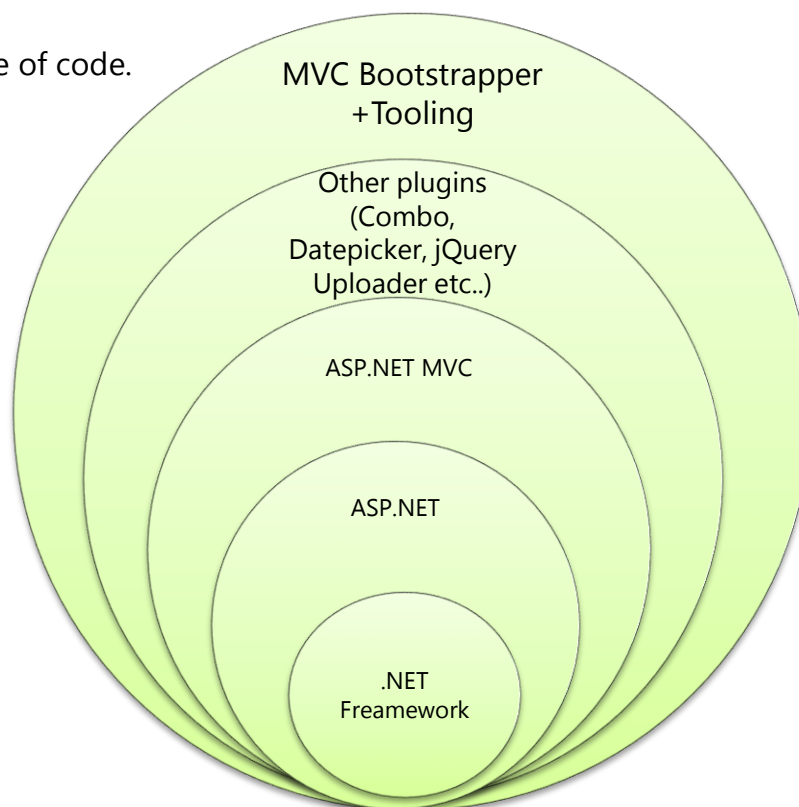 e of code.
MVC Bootstrapper
+Tooling
Other plugins
(Combo,
Datepicker, jQuery
Uploader etc..)
ASP.NET MVC
ASP.NET
.NET
Freamework